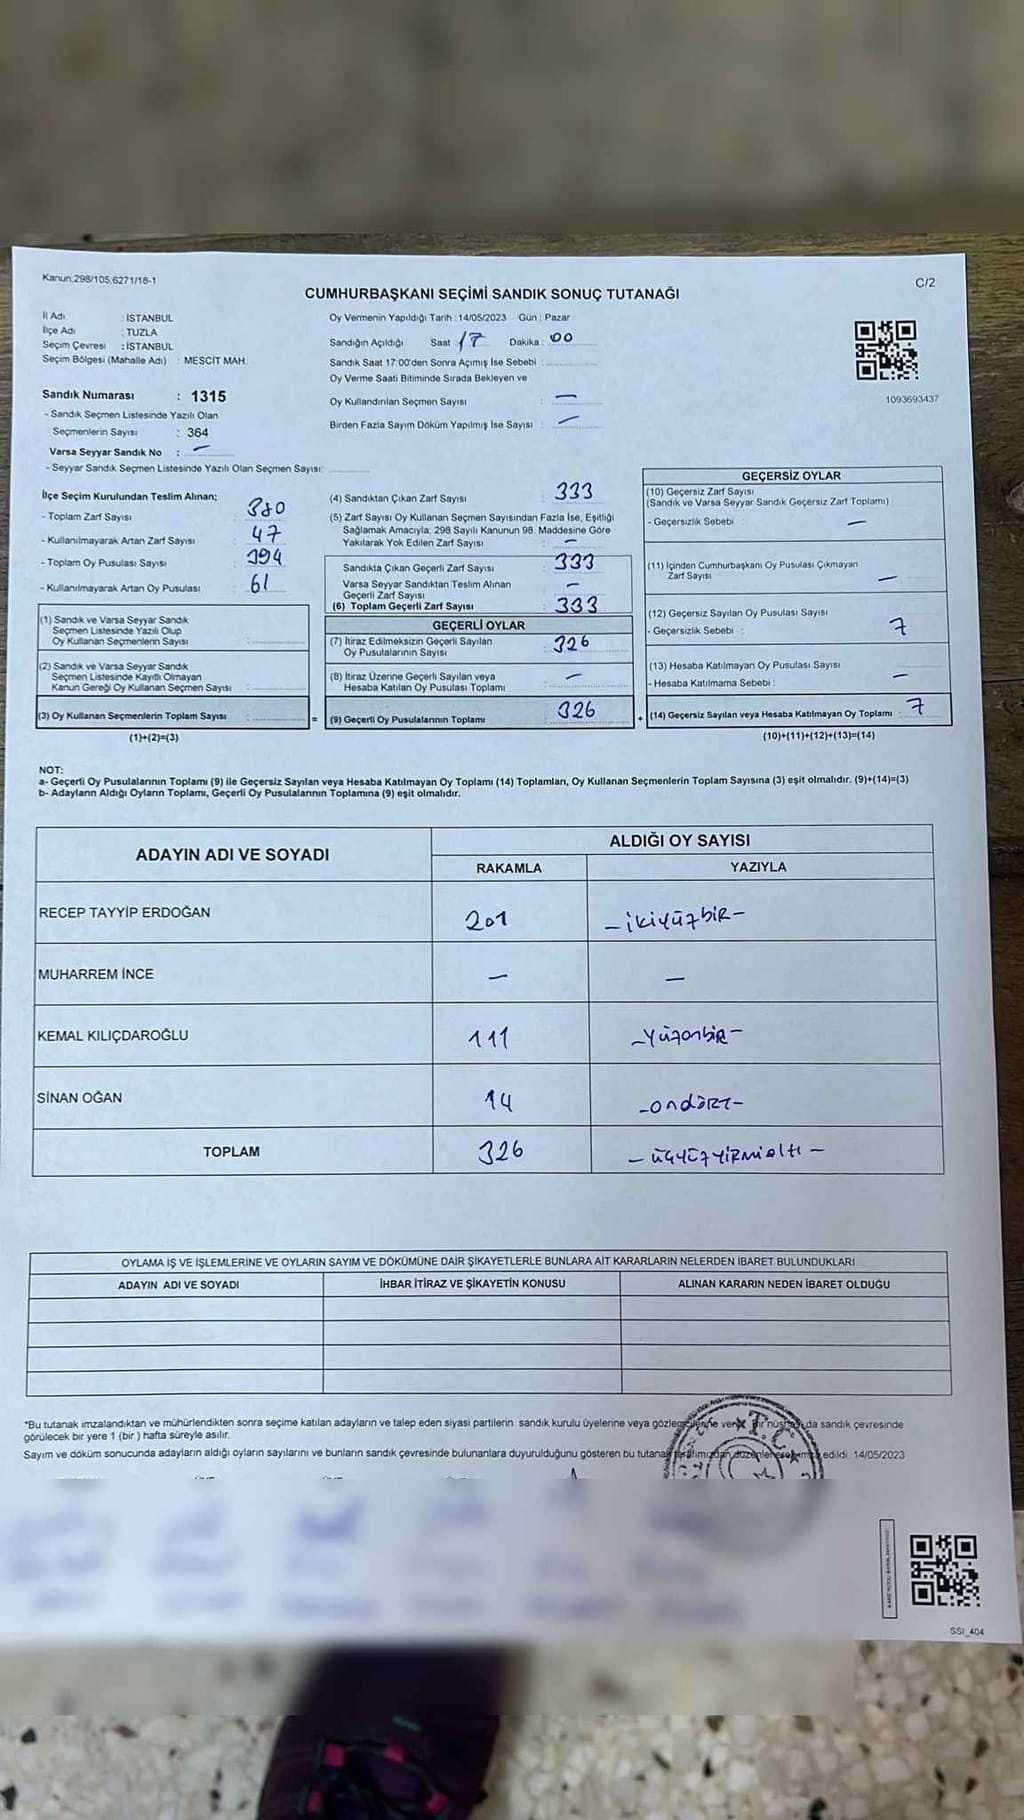 Kanun:298/105,6271/18-1
C/2
CUMHURBAŞKANI SEÇİMİ SANDIK SONUÇ TUTANAĞI
İl Adı : İSTANBUL
İlçe Adı : TUZLA
Seçim Çevresi : İSTANBUL
Seçim Bölgesi (Mahalle Adı) : MESCİT MAH.
Sandık Numarası : 1315
- Sandık Seçmen Listesinde Yazılı Olan
Seçmenlerin Sayısı : 364
Varsa Seyyar Sandık No : —
- Seyyar Sandık Seçmen Listesinde Yazılı Olan Seçmen Sayısı:
Oy Vermenin Yapıldığı Tarih : 14/05/2023 Gün : Pazar
Sandığın Açıldığı Saat 17 Dakika : 00
Sandık Saat 17:00'den Sonra Açımış İse Sebebi :
Oy Verme Saati Bitiminde Sırada Bekleyen ve
Oy Kullandırılan Seçmen Sayısı : —
Birden Fazla Sayım Döküm Yapılmış İse Sayısı : —
1093693437
İlçe Seçim Kurulundan Teslim Alınan;
- Toplam Zarf Sayısı : 380
- Kullanılmayarak Artan Zarf Sayısı : 47
- Toplam Oy Pusulası Sayısı : 394
- Kullanılmayarak Artan Oy Pusulası : 61
(1) Sandık ve Varsa Seyyar Sandık
Seçmen Listesinde Yazılı Olup
Oy Kullanan Seçmenlerin Sayısı :
(2) Sandık ve Varsa Seyyar Sandık
Seçmen Listesinde Kayıtlı Olmayan
Kanun Gereği Oy Kullanan Seçmen Sayısı :
(3) Oy Kullanan Seçmenlerin Toplam Sayısı :
(1)+(2)=(3)
(4) Sandıktan Çıkan Zarf Sayısı : 333
(5) Zarf Sayısı Oy Kullanan Seçmen Sayısından Fazla İse, Eşitliği
Sağlamak Amacıyla; 298 Sayılı Kanunun 98. Maddesine Göre
Yakılarak Yok Edilen Zarf Sayısı : —
Sandıkta Çıkan Geçerli Zarf Sayısı : 333
Varsa Seyyar Sandıktan Teslim Alınan
Geçerli Zarf Sayısı : —
(6) Toplam Geçerli Zarf Sayısı : 333
GEÇERLİ OYLAR
(7) İtiraz Edilmeksizin Geçerli Sayılan
Oy Pusulalarının Sayısı : 326
(8) İtiraz Üzerine Geçerli Sayılan veya
Hesaba Katılan Oy Pusulası Toplamı : —
= (9) Geçerli Oy Pusulalarının Toplamı : 326
GEÇERSİZ OYLAR
(10) Geçersiz Zarf Sayısı
(Sandık ve Varsa Seyyar Sandık Geçersiz Zarf Toplamı)
- Geçersizlik Sebebi : —
(11) İçinden Cumhurbaşkanı Oy Pusulası Çıkmayan
Zarf Sayısı : —
(12) Geçersiz Sayılan Oy Pusulası Sayısı
- Geçersizlik Sebebi : 7
(13) Hesaba Katılmayan Oy Pusulası Sayısı
- Hesaba Katılmama Sebebi : —
+ (14) Geçersiz Sayılan veya Hesaba Katılmayan Oy Toplamı : 7
(10)+(11)+(12)+(13)=(14)
NOT:
a- Geçerli Oy Pusulalarının Toplamı (9) ile Geçersiz Sayılan veya Hesaba Katılmayan Oy Toplamı (14) Toplamları, Oy Kullanan Seçmenlerin Toplam Sayısına (3) eşit olmalıdır. (9)+(14)=(3)
b- Adayların Aldığı Oyların Toplamı, Geçerli Oy Pusulalarının Toplamına (9) eşit olmalıdır.
ADAYIN ADI VE SOYADI
ALDIĞI OY SAYISI
RAKAMLA YAZIYLA
RECEP TAYYİP ERDOĞAN 201 -ikiyüzbir-
MUHARREM İNCE — —
KEMAL KILIÇDAROĞLU 111 -Yüzonbir-
SİNAN OĞAN 14 -ondört-
TOPLAM 326 - üçyüzyirmialtı -
OYLAMA İŞ VE İŞLEMLERİNE VE OYLARIN SAYIM VE DÖKÜMÜNE DAİR ŞİKAYETLERLE BUNLARA AİT KARARLARIN NELERDEN İBARET BULUNDUKLARI
ADAYIN ADI VE SOYADI İHBAR İTİRAZ VE ŞİKAYETİN KONUSU ALINAN KARARIN NEDEN İBARET OLDUĞU
*Bu tutanak imzalandıktan ve mühürlendikten sonra seçime katılan adayların ve talep eden siyasi partilerin sandık kurulu üyelerine veya da sandık çevresinde
görülecek bir yere 1 (bir ) hafta süreyle asılır.
Sayım ve döküm sonucunda adayların aldığı oyların sayılarını ve bunların sandık çevresinde bulunanlara duyurulduğunu gösteren bu edildi. 14/05/2023
T.C.
SSI_404